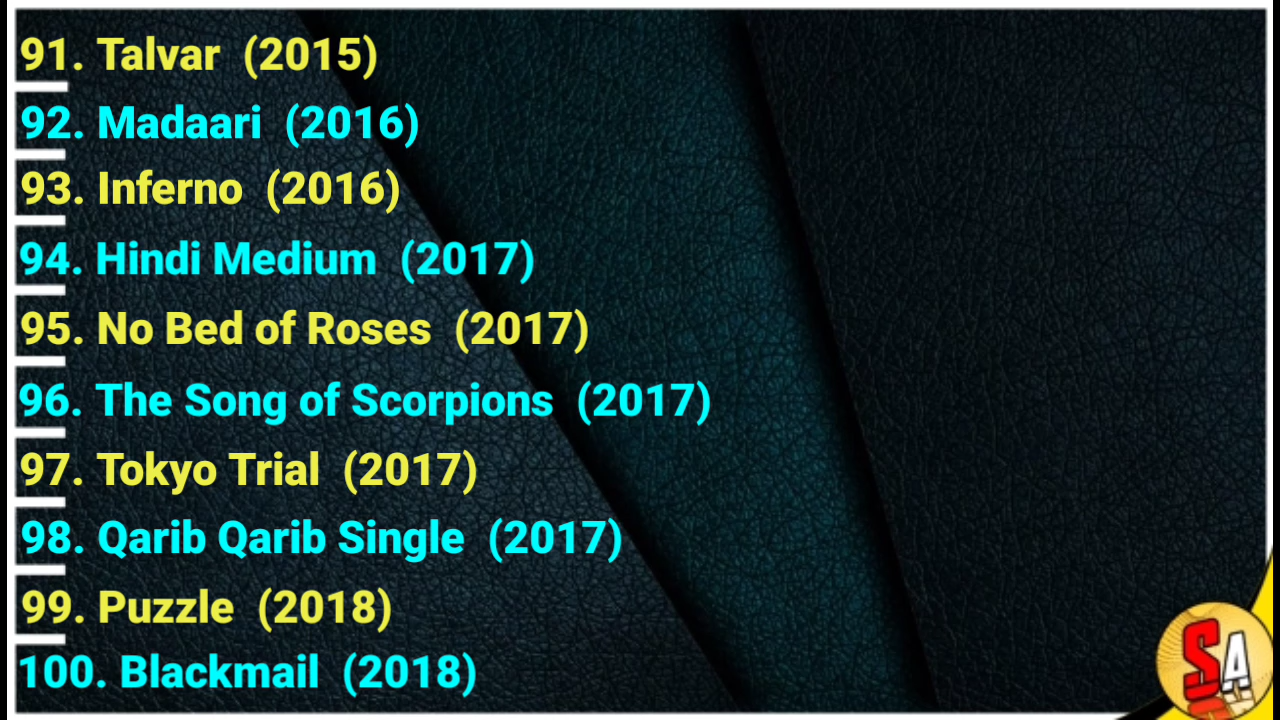 91. Talvar (2015)
92. Madaari (2016)
93. Inferno (2016)
94. Hindi Medium (2017)
95. No Bed of Roses (2017)
96. The Song of Scorpions (2017)
97. Tokyo Trial (2017)
98. Qarib Qarib Single (2017)
99. Puzzle (2018)
100. Blackmail (2018)
SA